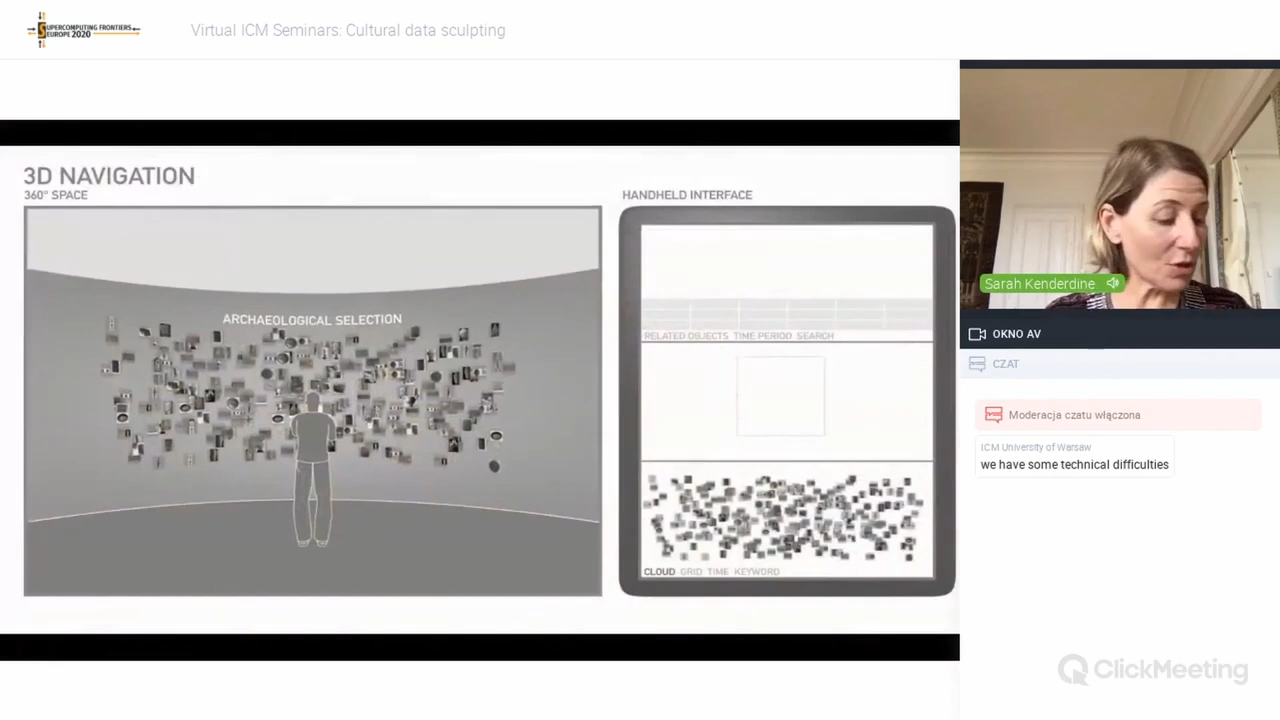 SUPERCOMPUTING FRONTIERS
EUROPE 2020
Virtual ICM Seminars: Cultural data sculpting
3D NAVIGATION
360° SPACE
ARCHAEOLOGICAL SELECTION
HANDHELD INTERFACE
RELATED OBJECTS TIME PERIOD SEARCH
CLOUD GRID TIME KEYWORD
Sarah Kenderdine
OKNO AV
CZAT
Moderacja czatu włączona
ICM University of Warsaw
we have some technical difficulties
ClickMeeting